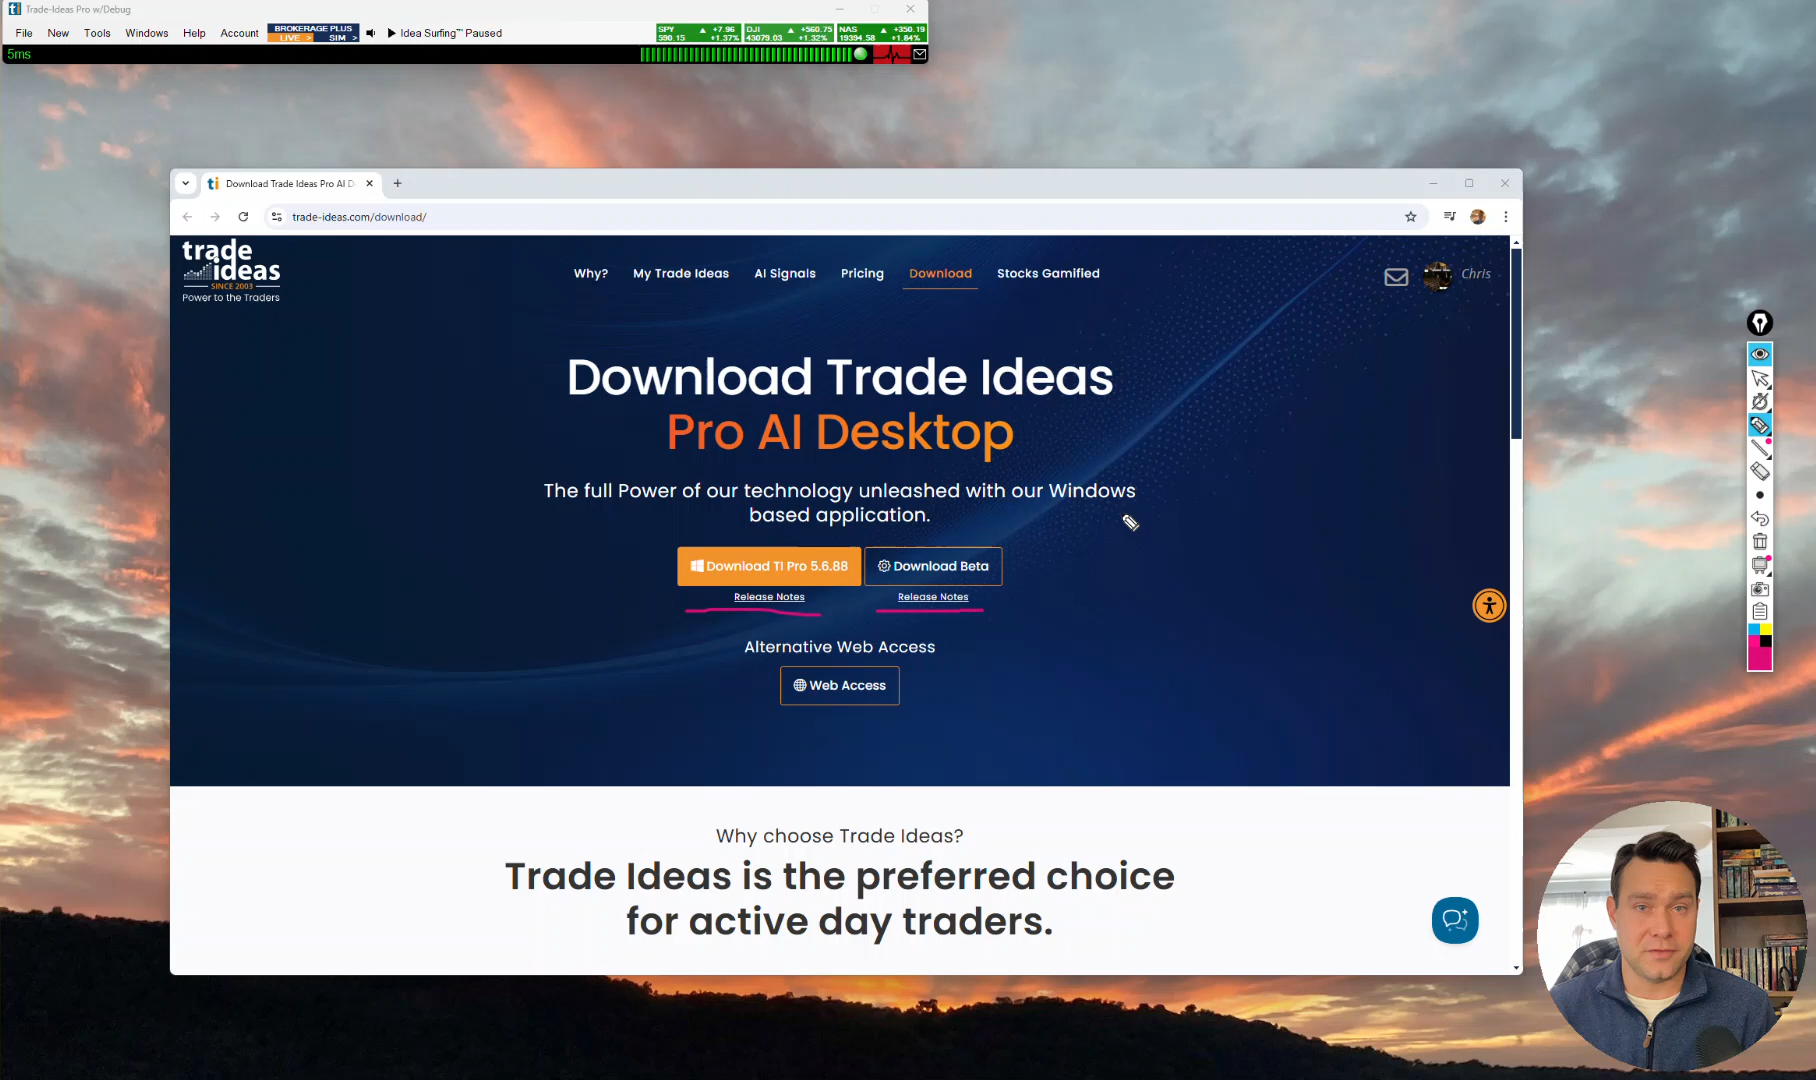 Trade-Ideas Pro w/Debug
File New Tools Windows Help Account BROKERAGE PLUS LIVE > SIM > Idea Surfing™ Paused
SPY +7.96 DJI +560.75 NAS +350.19
590.15 +1.37% 43079.03 +1.32% 19394.58 +1.84%
5ms
Download Trade Ideas Pro AI D
trade-ideas.com/download/
trade ideas
SINCE 2003
Power to the Traders
Why? My Trade Ideas AI Signals Pricing Download Stocks Gamified Chris
Download Trade Ideas
Pro AI Desktop
The full Power of our technology unleashed with our Windows
based application.
Download TI Pro 5.6.88 Download Beta
Release Notes Release Notes
Alternative Web Access
Web Access
Why choose Trade Ideas?
Trade Ideas is the preferred choice
for active day traders.